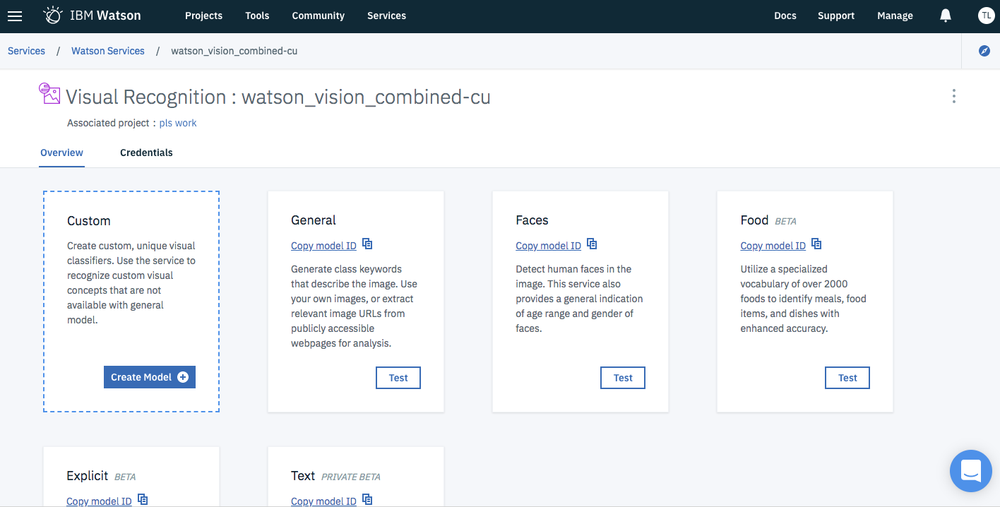 IBM Watson Projects Tools Community Services Docs Support Manage TL
Services / Watson Services / watson_vision_combined-cu
Visual Recognition : watson_vision_combined-cu
Associated project : pls work
Overview Credentials
Custom
Create custom, unique visual
classifiers. Use the service to
recognize custom visual
concepts that are not
available with general
model.
Create Model
General
Copy model ID
Generate class keywords
that describe the image. Use
your own images, or extract
relevant image URLs from
publicly accessible
webpages for analysis.
Test
Faces
Copy model ID
Detect human faces in the
image. This service also
provides a general indication
of age range and gender of
faces.
Test
Food BETA
Copy model ID
Utilize a specialized
vocabulary of over 2000
foods to identify meals, food
items, and dishes with
enhanced accuracy.
Test
Explicit BETA
Copy model ID
Text PRIVATE BETA
Copy model ID